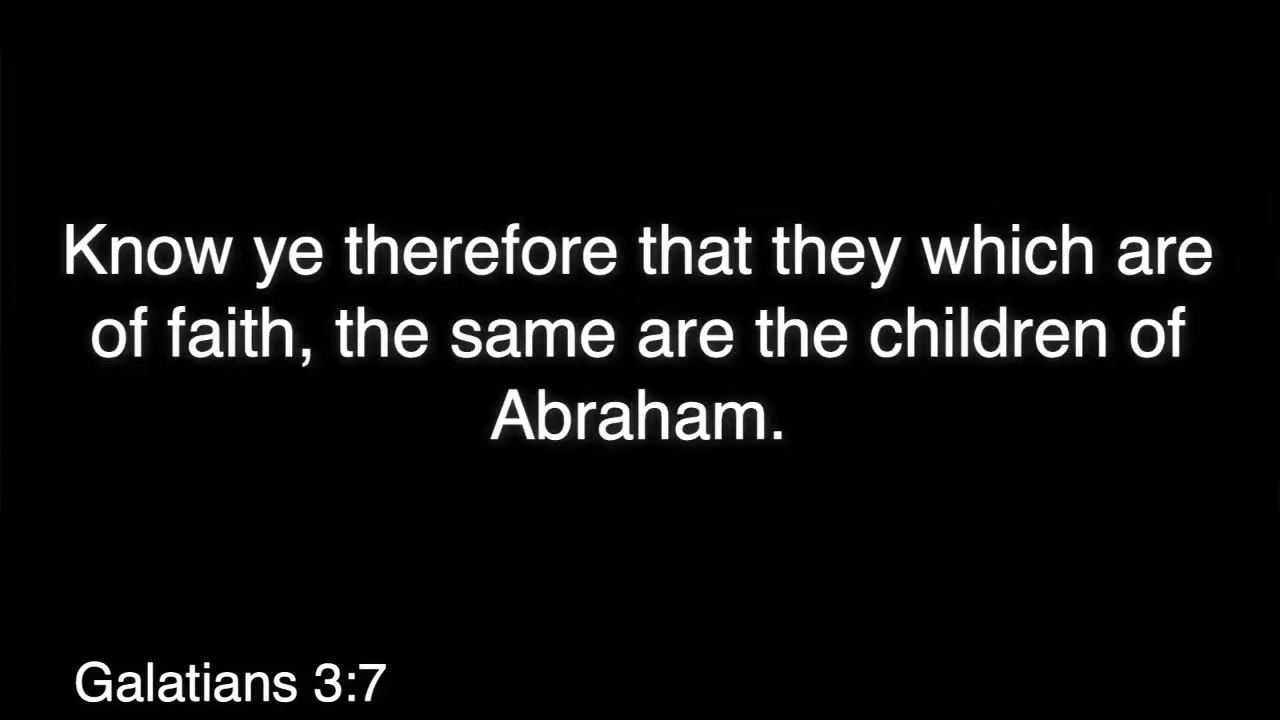 Know ye therefore that they which are
of faith, the same are the children of
Abraham.
Galatians 3:7